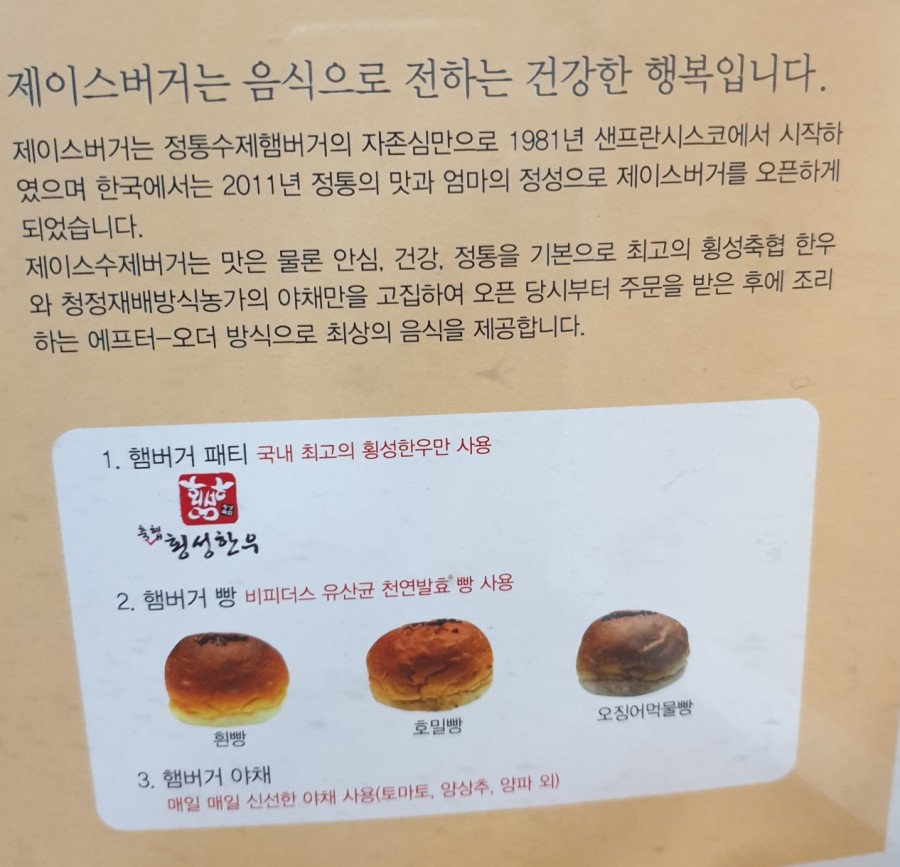 제이스버거는 음식으로 전하는 건강한 행복입니다.
제이스버거는 정통수제햄버거의 자존심만으로 1981년 샌프란시스코에서 시작하
였으며 한국에서는 2011년 정통의 맛과 엄마의 정성으로 제이스버거를 오픈하게
되었습니다.
제이스수제버거는 맛은 물론 안심, 건강, 정통을 기본으로 최고의 횡성축협 한우
와 청정재배방식농가의 야채만을 고집하여 오픈 당시부터 주문을 받은 후에 조리
하는 에프터-오더 방식으로 최상의 음식을 제공합니다.
1. 햄버거 패티 국내 최고의 횡성한우만 사용
횡성
축협 횡성한우
2. 햄버거 빵 비피더스 유산균 천연발효 빵 사용
흰빵 호밀빵 오징어먹물빵
3. 햄버거 야채
매일 매일 신선한 야채 사용(토마토, 양상추, 양파 외)